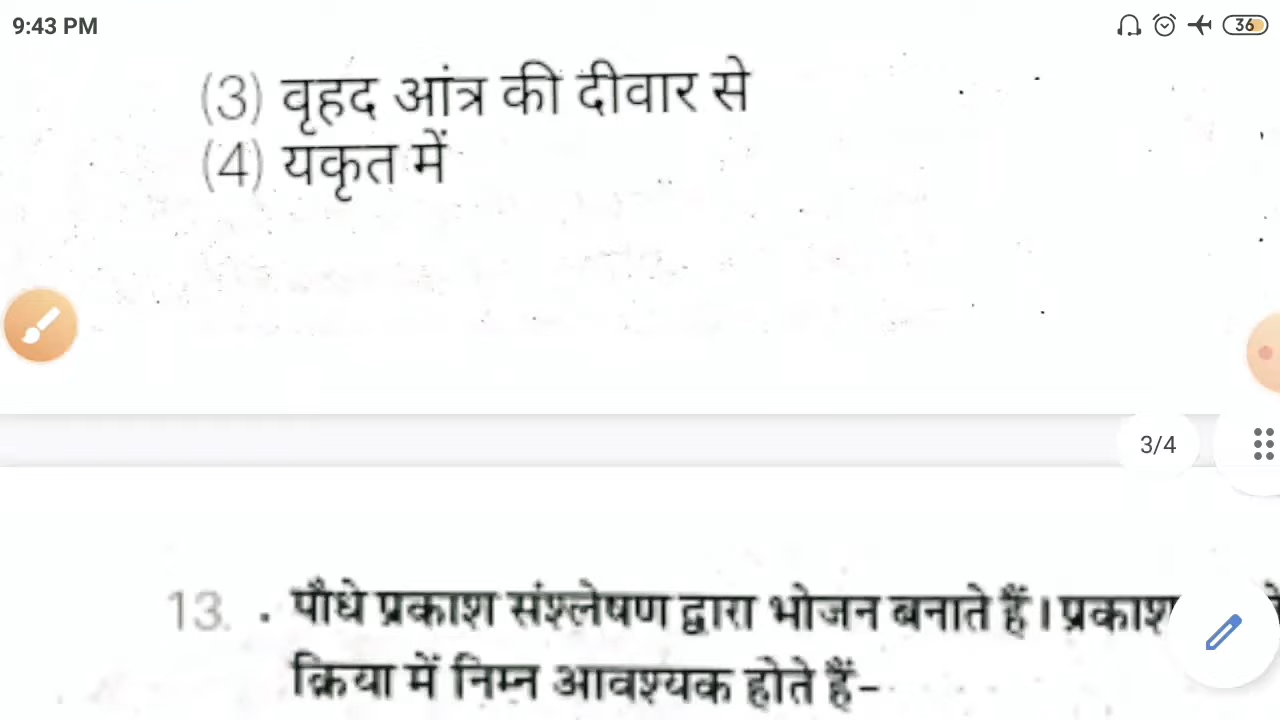 9:43 PM
36
(3) वृहद आंत्र की दीवार से
(4) यकृत में
3/4
13. . पौधे प्रकाश संश्लेषण द्वारा भोजन बनाते हैं। प्रकाश
क्रिया में निम्न आवश्यक होते हैं-